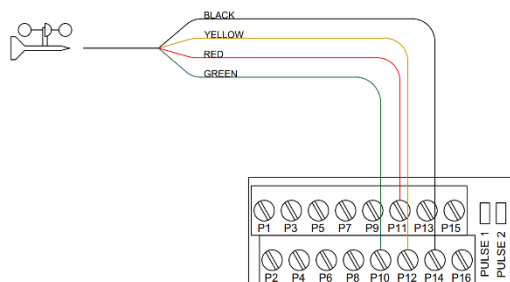 BLACK
YELLOW
RED
GREEN
P1 P3 P5 P7 P9 P11 P13 P15
P2 P4 P6 P8 P10 P12 P14 P16
PULSE 1
PULSE 2